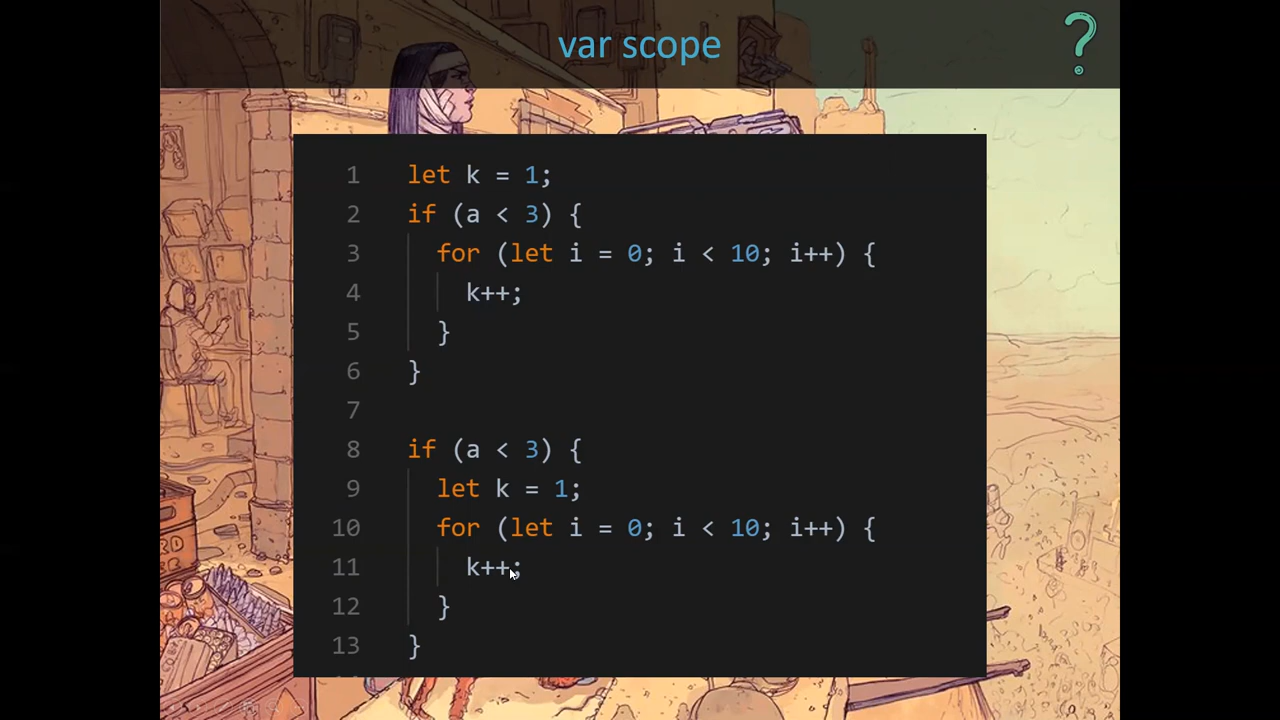 var scope
?
1 let k = 1;
2 if (a < 3) {
3 for (let i = 0; i < 10; i++) {
4 k++;
5 }
6 }
7
8 if (a < 3) {
9 let k = 1;
10 for (let i = 0; i < 10; i++) {
11 k++;
12 }
13 }